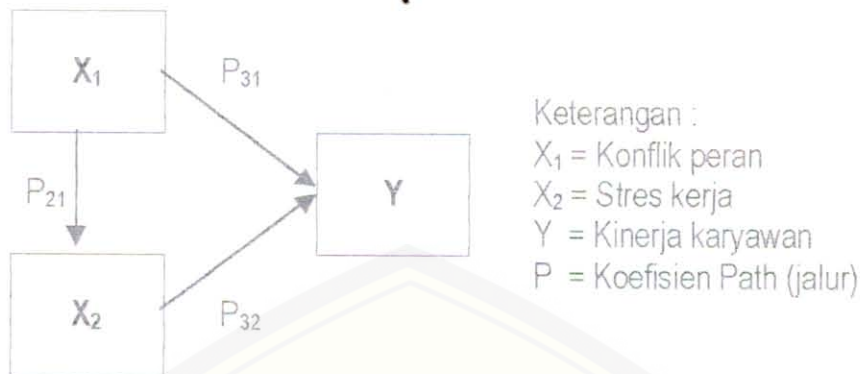 X₁
P₃₁
P₂₁
Y
X₂
P₃₂
Keterangan :
X₁ = Konflik peran
X₂ = Stres kerja
Y = Kinerja karyawan
P = Koefisien Path (jalur)